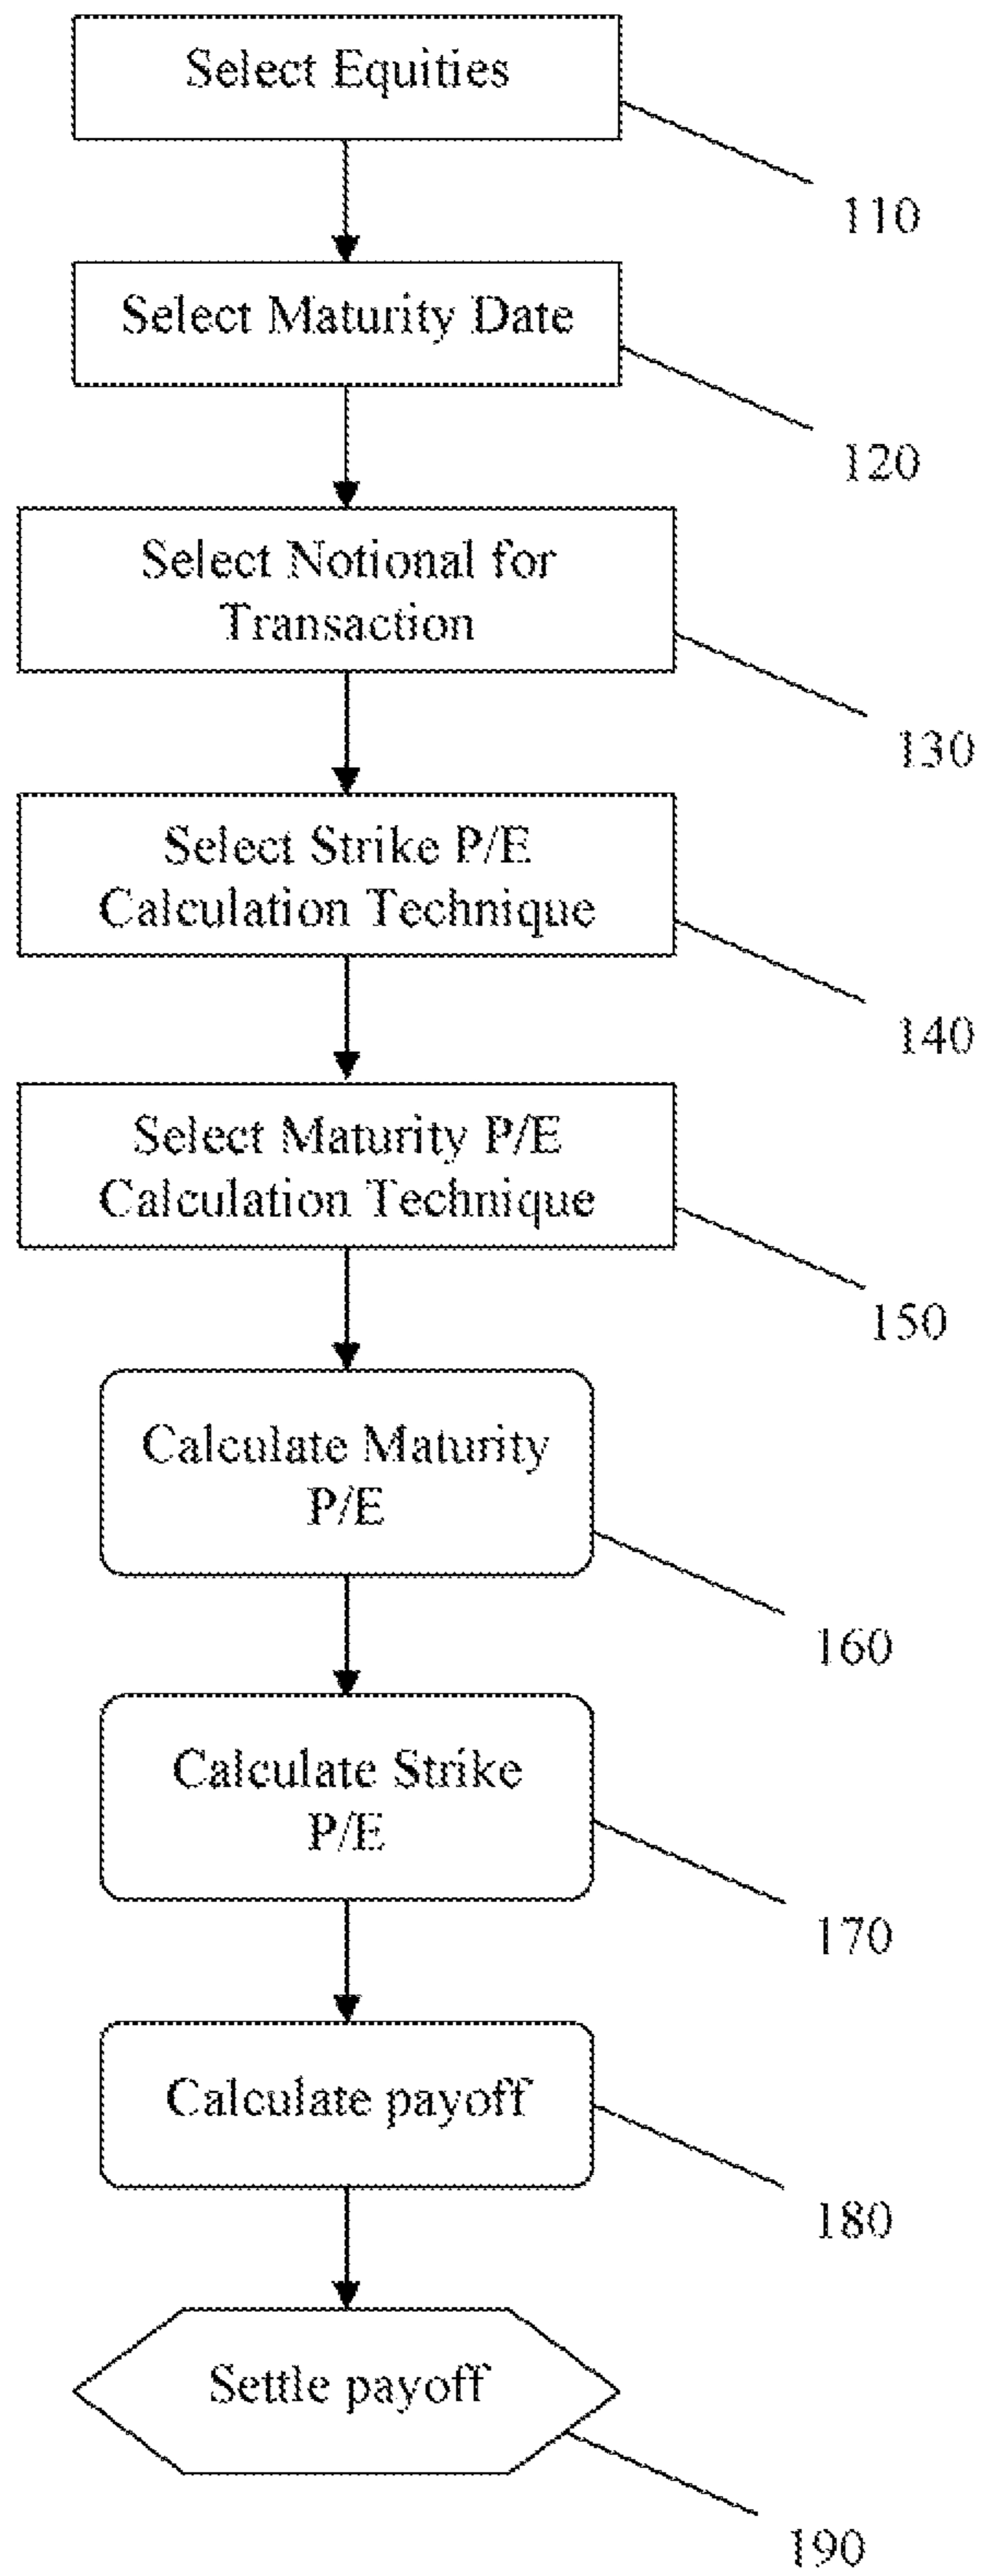 Select Equities
110
Select Maturity Date
120
Select Notional for
Transaction
130
Select Strike P/E
Calculation Technique
140
Select Maturity P/E
Calculation Technique
150
Calculate Maturity
P/E
160
Calculate Strike
P/E
170
Calculate payoff
180
Settle payoff
190